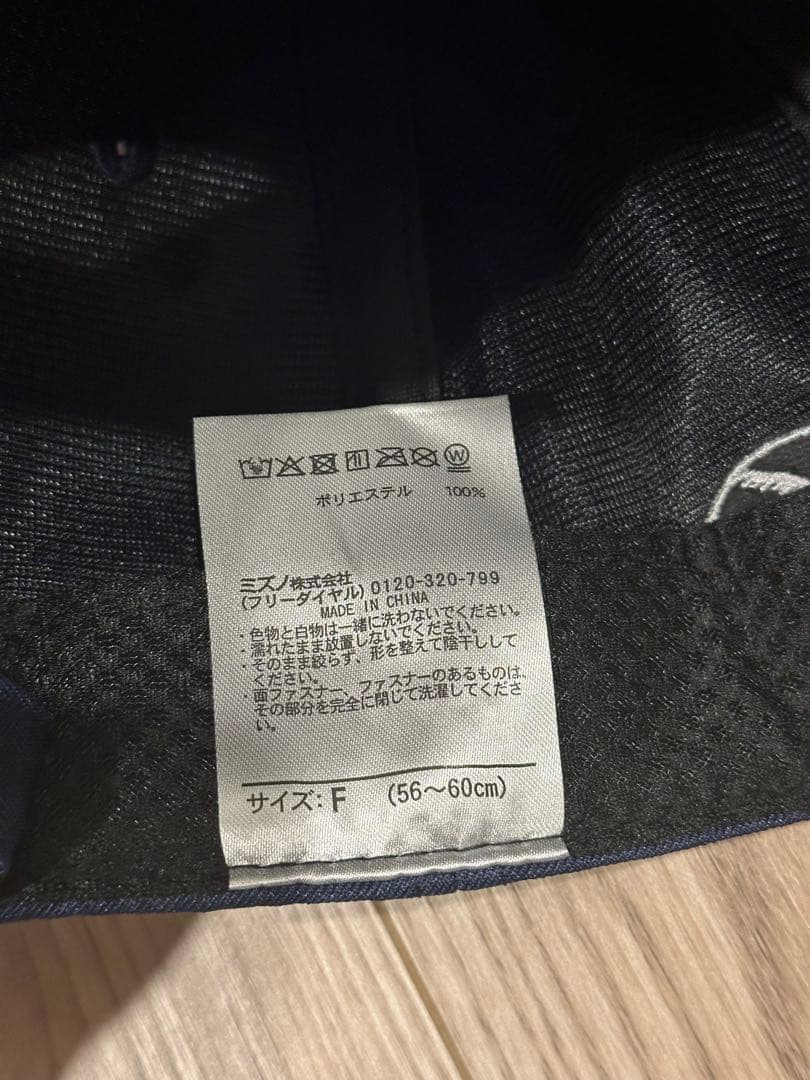 W
ポリエステル 100%
ミズノ株式会社
(フリーダイヤル) 0120-320-799
MADE IN CHINA
・色物と白物は一緒に洗わないでください。
・濡れたまま放置しないでください。
・そのまま絞らず、形を整えて陰干しして
ください。
・面ファスナー、ファスナーのあるものは、
その部分を完全に閉じて洗濯してくださ
い。
サイズ: F (56～60cm)